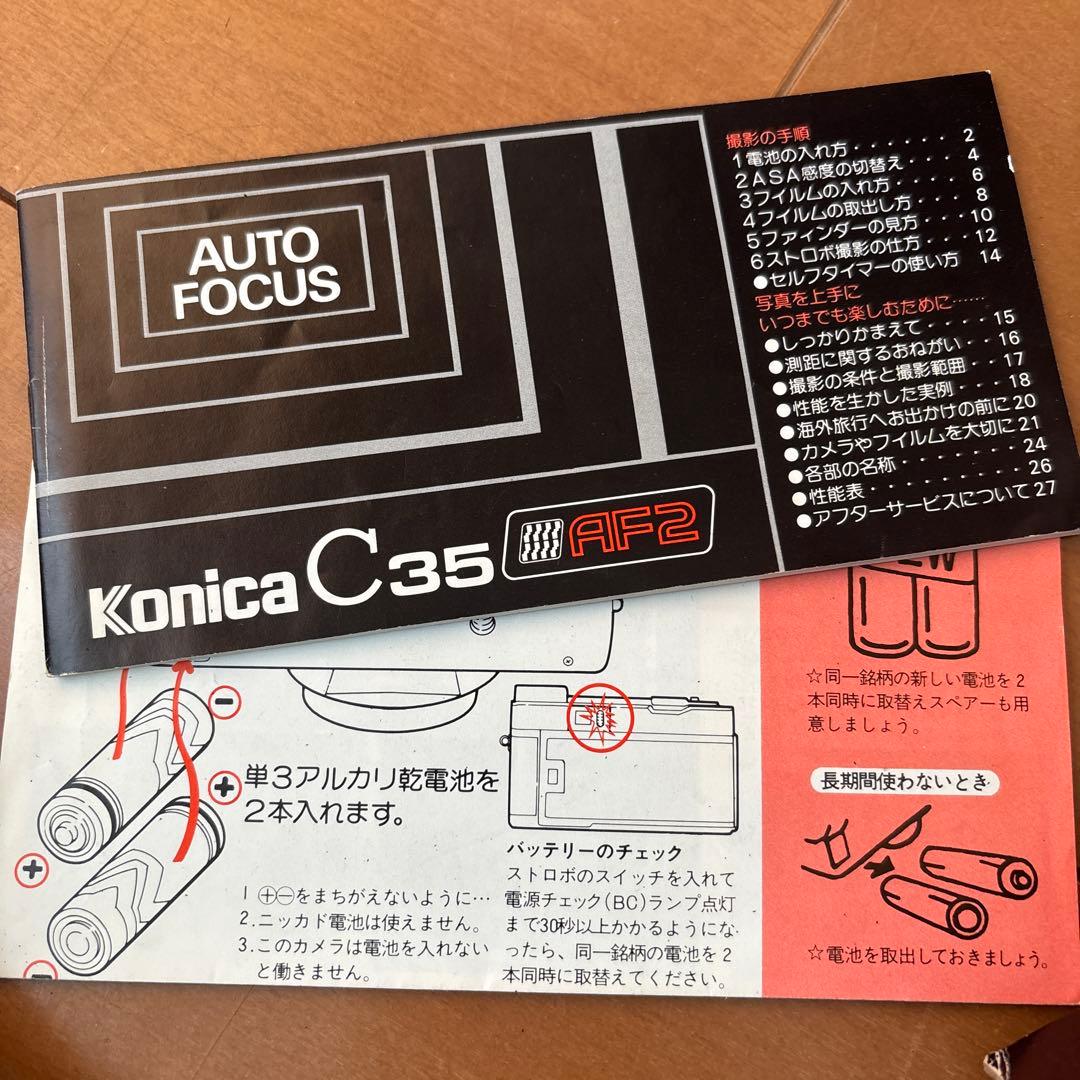 AUTO
FOCUS
Konica C35 AF2
撮影の手順
1電池の入れ方・・・・・・・2
2ASA感度の切替え・・・4
3フイルムの入れ方・・・・6
4フイルムの取出し方・・・8
5ファインダーの見方・・・10
6ストロボ撮影の仕方・・・12
●セルフタイマーの使い方 14
写真を上手に
いつまでも楽しむために……
●しっかりかまえて・・・・15
●測距に関するおねがい・・16
●撮影の条件と撮影範囲・・17
●性能を生かした実例・・・18
●海外旅行へお出かけの前に20
●カメラやフイルムを大切に21
●各部の名称・・・・・・・24
●性能表・・・・・・・・・26
●アフターサービスについて27
単3アルカリ乾電池を
2本入れます。
1 ⊕⊖をまちがえないように…
2.ニッカド電池は使えません。
3.このカメラは電池を入れない
と働きません。
バッテリーのチェック
ストロボのスイッチを入れて
電源チェック(BC)ランプ点灯
まで30秒以上かかるようにな
ったら、同一銘柄の電池を2
本同時に取替えてください。
☆同一銘柄の新しい電池を2
本同時に取替えスペアーも用
意しましょう。
長期間使わないとき
☆電池を取出しておきましょう。